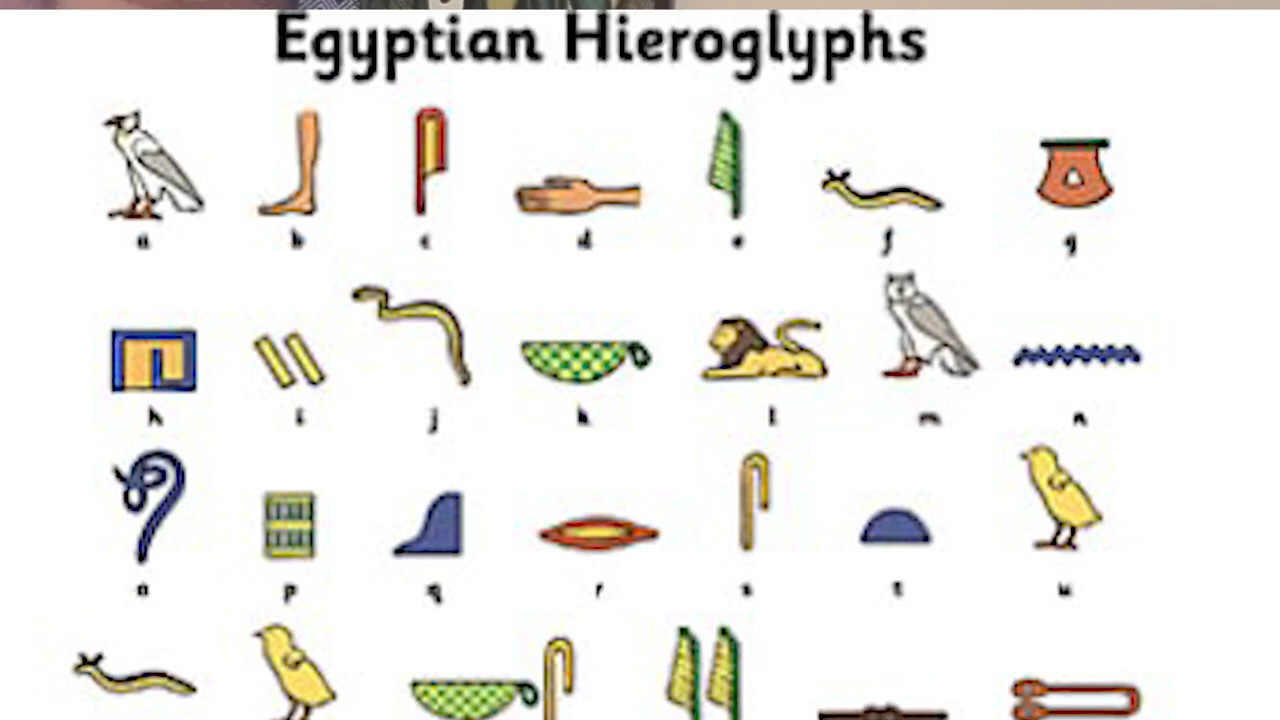 Egyptian Hieroglyphs
a b c d e f g
h i j k l m n
o p q r s t u